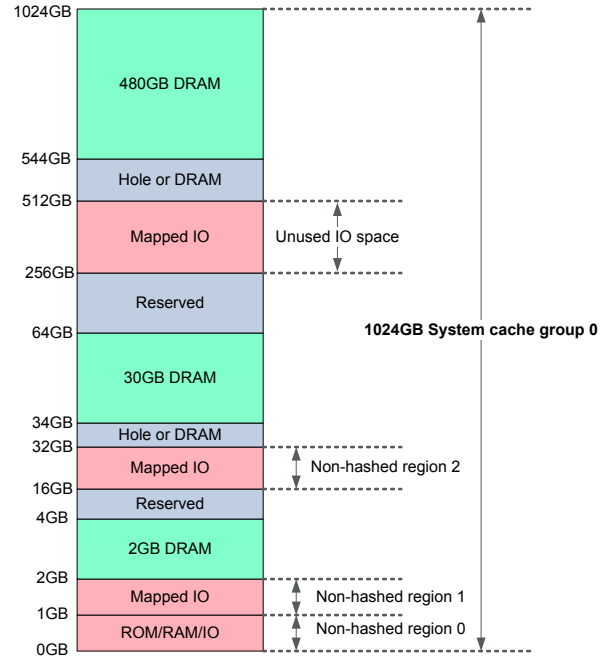 1024GB
480GB DRAM
544GB
Hole or DRAM
512GB
Mapped IO
Unused IO space
256GB
Reserved
1024GB System cache group 0
64GB
30GB DRAM
34GB
Hole or DRAM
32GB
Mapped IO
Non-hashed region 2
16GB
Reserved
4GB
2GB DRAM
2GB
Mapped IO
Non-hashed region 1
1GB
ROM/RAM/IO
Non-hashed region 0
0GB